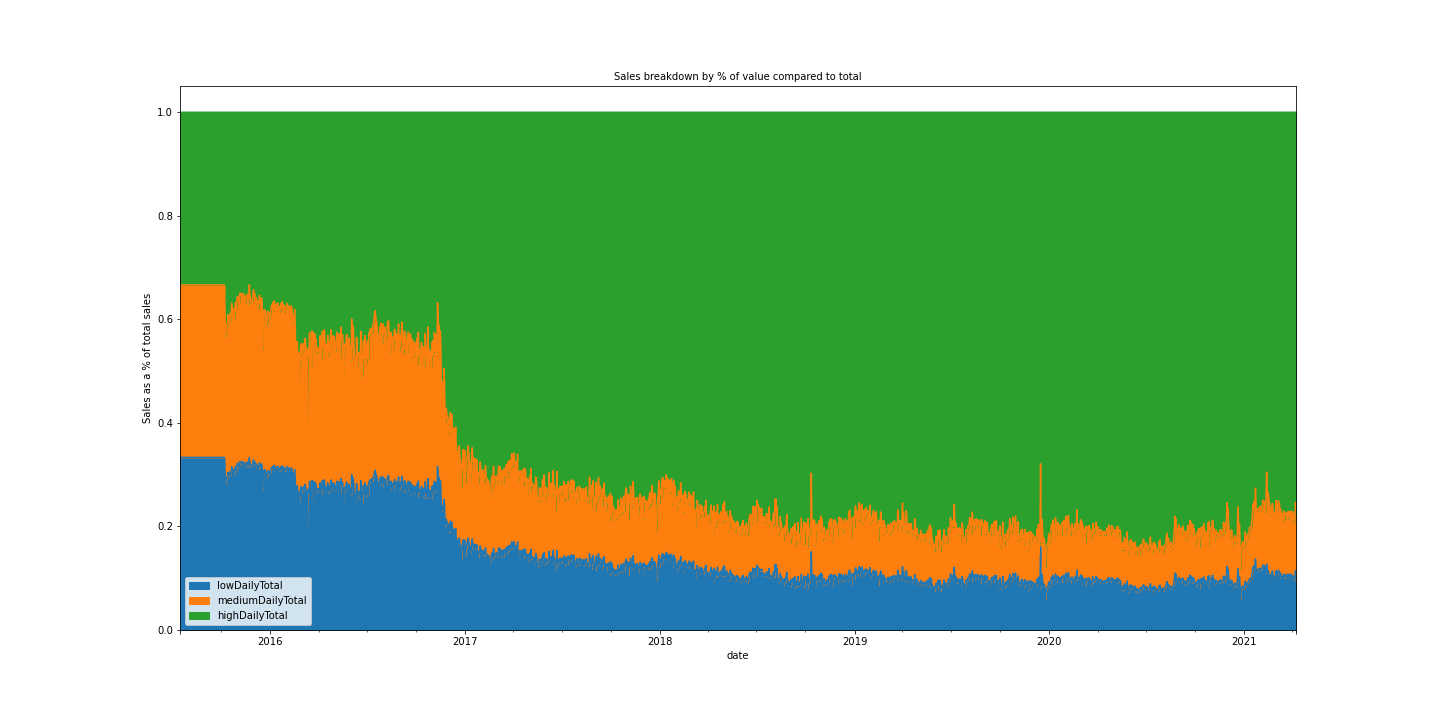 Sales breakdown by % of value compared to total
1.0
0.8
0.6
0.4
0.2
0.0
Sales as a % of total sales
lowDailyTotal
mediumDailyTotal
highDailyTotal
2016 2017 2018 2019 2020 2021
date